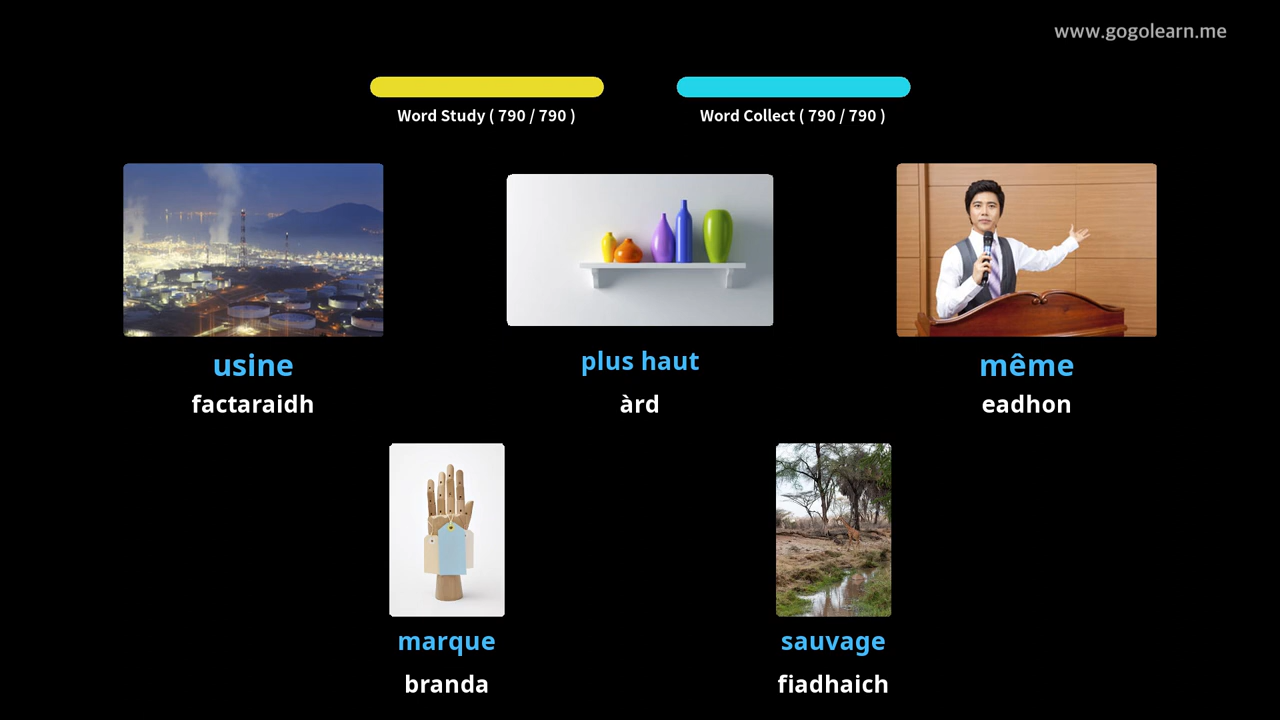 www.gogolearn.me
Word Study ( 790 / 790 )
Word Collect ( 790 / 790 )
usine
factaraidh
plus haut
àrd
même
eadhon
marque
branda
sauvage
fiadhaich